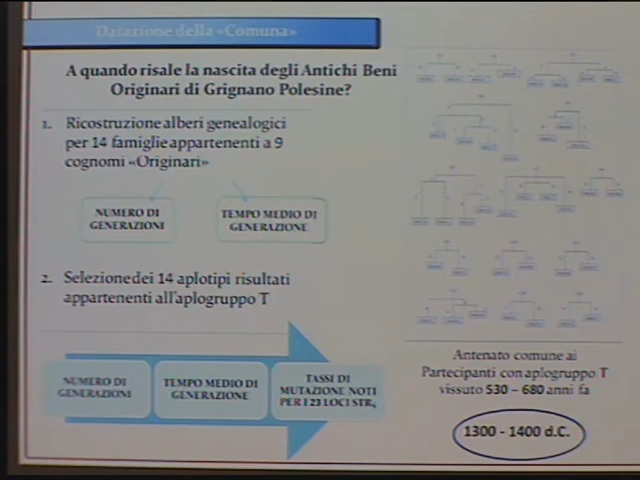 Datazione della «Comuna»
A quando risale la nascita degli Antichi Beni
Originari di Grignano Polesine?
1. Ricostruzione alberi genealogici
per 14 famiglie appartenenti a 9
cognomi «Originari»
NUMERO DI
GENERAZIONI
TEMPO MEDIO DI
GENERAZIONE
2. Selezione dei 14 aplotipi risultati
appartenenti all'aplogruppo T
NUMERO DI
GENERAZIONI
TEMPO MEDIO DI
GENERAZIONE
TASSI DI
MUTAZIONE NOTI
PER I 23 LOCI STR,
Antenato comune ai
Partecipanti con aplogruppo T
vissuto 530 – 680 anni fa
1300 - 1400 d.C.